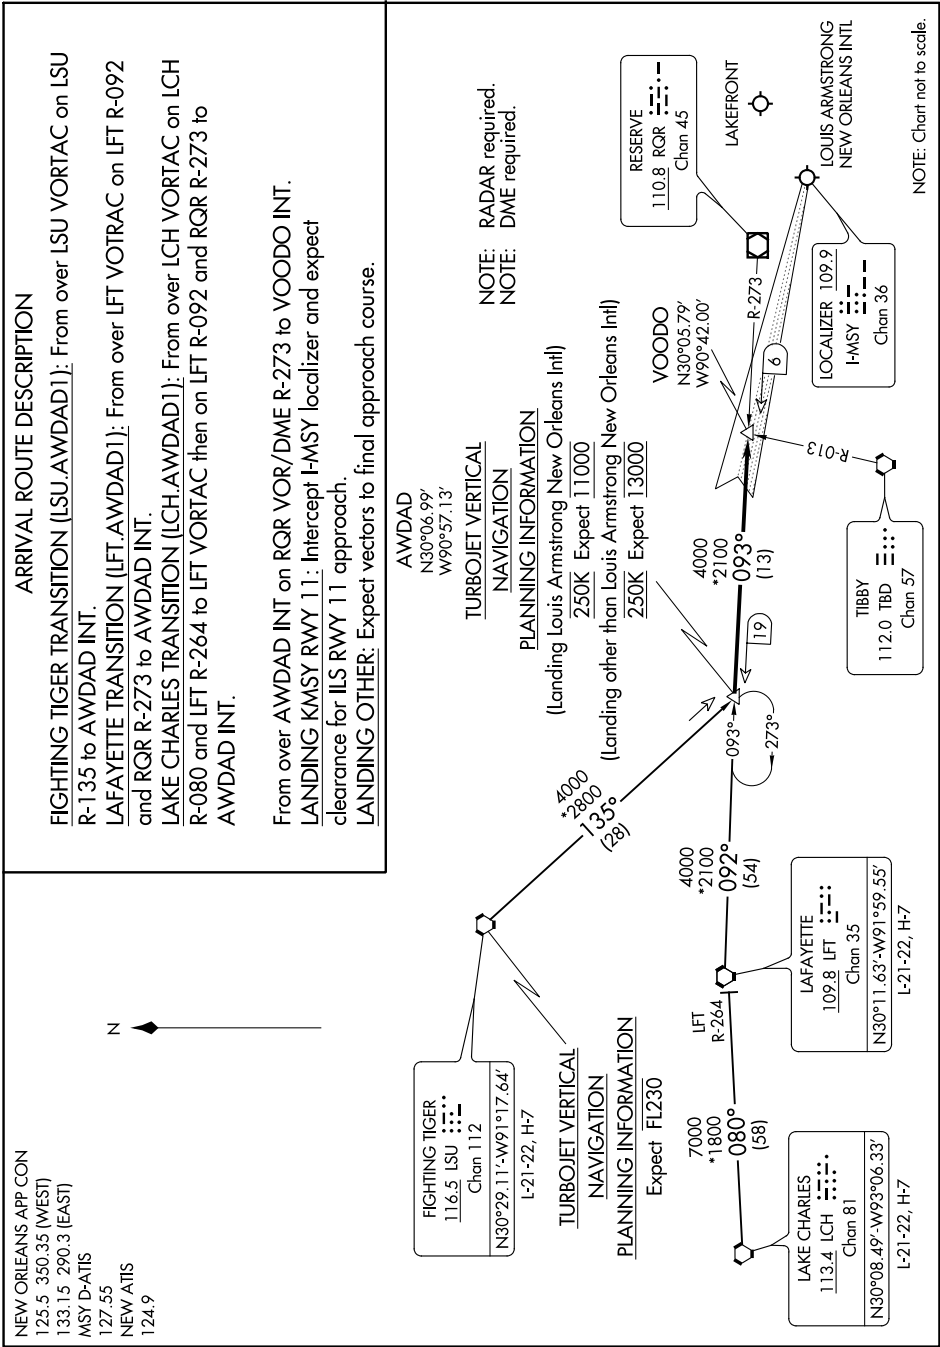 NEW ORLEANS APP CON
125.5 350.35 (WEST)
133.15 290.3 (EAST)
MSY D-ATIS
127.55
NEW ATIS
124.9
ARRIVAL ROUTE DESCRIPTION
FIGHTING TIGER TRANSITION (LSU.AWDAD1): From over LSU VORTAC on LSU
R-135 to AWDAD INT.
LAFAYETTE TRANSITION (LFT.AWDAD1): From over LFT VOTRAC on LFT R-092
and RQR R-273 to AWDAD INT.
LAKE CHARLES TRANSITION (LCH.AWDAD1): From over LCH VORTAC on LCH
R-080 and LFT R-264 to LFT VORTAC then on LFT R-092 and RQR R-273 to
AWDAD INT.
From over AWDAD INT on RQR VOR/DME R-273 to VOODO INT.
LANDING KMSY RWY 11: Intercept I-MSY localizer and expect
clearance for ILS RWY 11 approach.
LANDING OTHER: Expect vectors to final approach course.
N
FIGHTING TIGER
116.5 LSU
Chan 112
N30°29.11'-W91°17.64'
L-21-22, H-7
TURBOJET VERTICAL
NAVIGATION
PLANNING INFORMATION
Expect FL230
4000
*2800
135°
(28)
AWDAD
N30°06.99'
W90°57.13'
TURBOJET VERTICAL
NAVIGATION
PLANNING INFORMATION
(Landing Louis Armstrong New Orleans Intl)
250K Expect 11000
(Landing other than Louis Armstrong New Orleans Intl)
250K Expect 13000
NOTE: RADAR required.
NOTE: DME required.
RESERVE
110.8 RQR
Chan 45
LAKEFRONT
VOODO
N30°05.79'
W90°42.00'
R-273
LOUIS ARMSTRONG
NEW ORLEANS INTL
6
LOCALIZER 109.9
I-MSY
Chan 36
R-013
TIBBY
112.0 TBD
Chan 57
4000
*2100
093°
(13)
19
093°
273°
4000
*2100
092°
(54)
LFT
R-264
LAFAYETTE
109.8 LFT
Chan 35
N30°11.63'-W91°59.55'
L-21-22, H-7
7000
*1800
080°
(58)
LAKE CHARLES
113.4 LCH
Chan 81
N30°08.49'-W93°06.33'
L-21-22, H-7
NOTE: Chart not to scale.